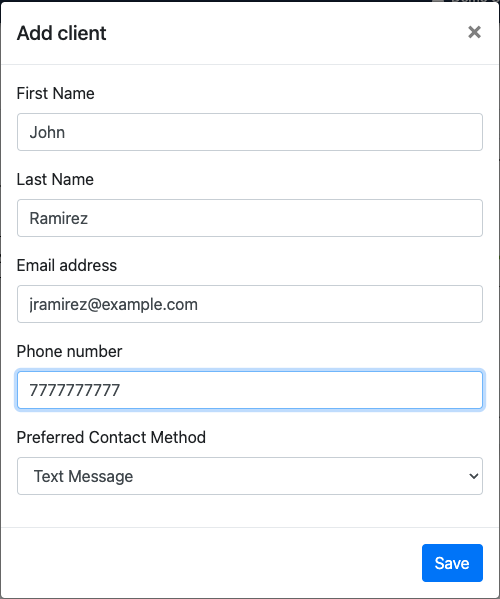 Add client
×
First Name
John
Last Name
Ramirez
Email address
jramirez@example.com
Phone number
7777777777
Preferred Contact Method
Text Message
Save